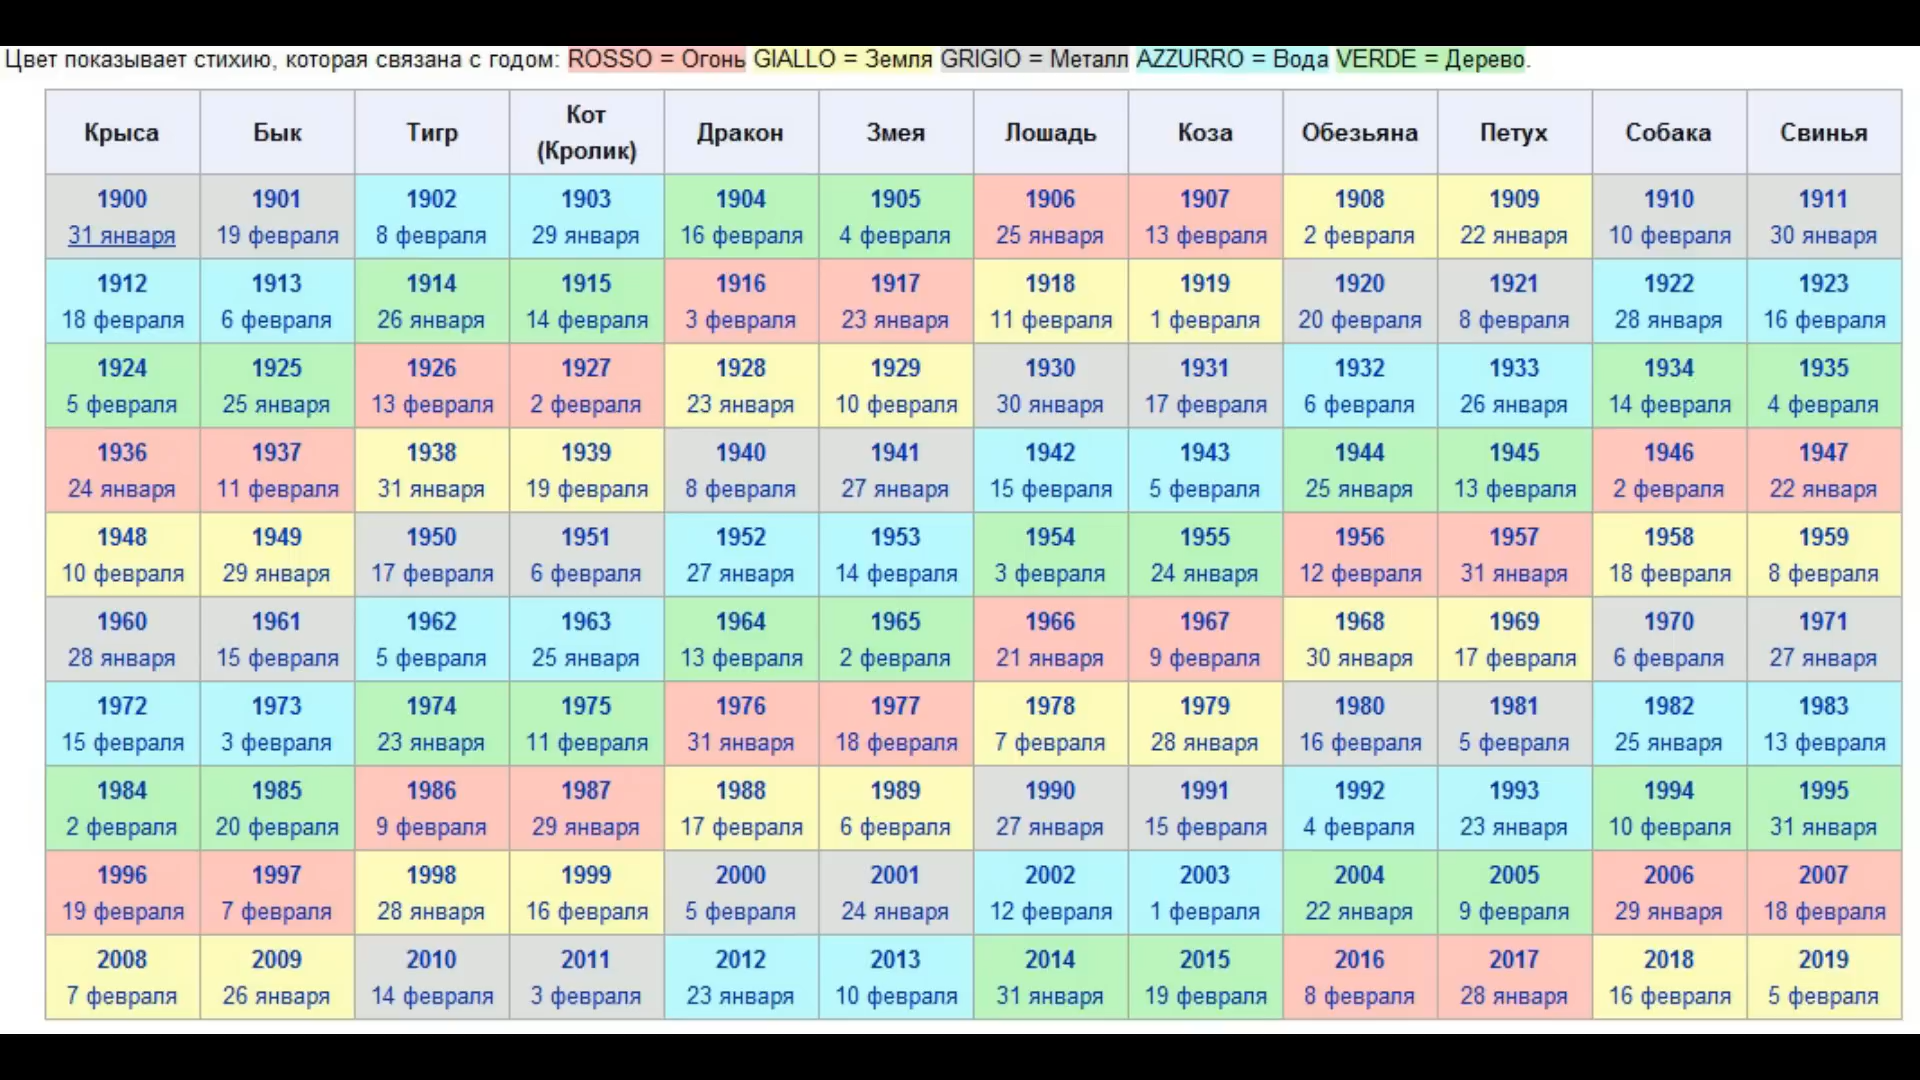 Цвет показывает стихию, которая связана с годом: ROSSO = Огонь GIALLO = Земля GRIGIO = Металл AZZURRO = Вода VERDE = Дерево.
Крыса Бык Тигр Кот (Кролик) Дракон Змея Лошадь Коза Обезьяна Петух Собака Свинья
1900 1901 1902 1903 1904 1905 1906 1907 1908 1909 1910 1911
31 января 19 февраля 8 февраля 29 января 16 февраля 4 февраля 25 января 13 февраля 2 февраля 22 января 10 февраля 30 января
1912 1913 1914 1915 1916 1917 1918 1919 1920 1921 1922 1923
18 февраля 6 февраля 26 января 14 февраля 3 февраля 23 января 11 февраля 1 февраля 20 февраля 8 февраля 28 января 16 февраля
1924 1925 1926 1927 1928 1929 1930 1931 1932 1933 1934 1935
5 февраля 25 января 13 февраля 2 февраля 23 января 10 февраля 30 января 17 февраля 6 февраля 26 января 14 февраля 4 февраля
1936 1937 1938 1939 1940 1941 1942 1943 1944 1945 1946 1947
24 января 11 февраля 31 января 19 февраля 8 февраля 27 января 15 февраля 5 февраля 25 января 13 февраля 2 февраля 22 января
1948 1949 1950 1951 1952 1953 1954 1955 1956 1957 1958 1959
10 февраля 29 января 17 февраля 6 февраля 27 января 14 февраля 3 февраля 24 января 12 февраля 31 января 18 февраля 8 февраля
1960 1961 1962 1963 1964 1965 1966 1967 1968 1969 1970 1971
28 января 15 февраля 5 февраля 25 января 13 февраля 2 февраля 21 января 9 февраля 30 января 17 февраля 6 февраля 27 января
1972 1973 1974 1975 1976 1977 1978 1979 1980 1981 1982 1983
15 февраля 3 февраля 23 января 11 февраля 31 января 18 февраля 7 февраля 28 января 16 февраля 5 февраля 25 января 13 февраля
1984 1985 1986 1987 1988 1989 1990 1991 1992 1993 1994 1995
2 февраля 20 февраля 9 февраля 29 января 17 февраля 6 февраля 27 января 15 февраля 4 февраля 23 января 10 февраля 31 января
1996 1997 1998 1999 2000 2001 2002 2003 2004 2005 2006 2007
19 февраля 7 февраля 28 января 16 февраля 5 февраля 24 января 12 февраля 1 февраля 22 января 9 февраля 29 января 18 февраля
2008 2009 2010 2011 2012 2013 2014 2015 2016 2017 2018 2019
7 февраля 26 января 14 февраля 3 февраля 23 января 10 февраля 31 января 19 февраля 8 февраля 28 января 16 февраля 5 февраля